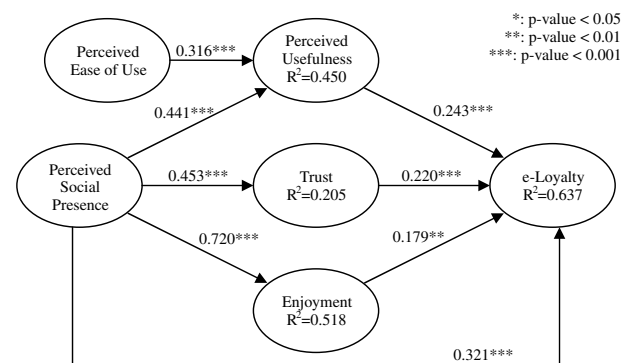 *: p-value < 0.05
**: p-value < 0.01
***: p-value < 0.001
Perceived
Ease of Use
0.316***
Perceived
Usefulness
R²=0.450
0.441***
0.243***
Perceived
Social
Presence
0.453***
Trust
R²=0.205
0.220***
e-Loyalty
R²=0.637
0.720***
0.179**
Enjoyment
R²=0.518
0.321***